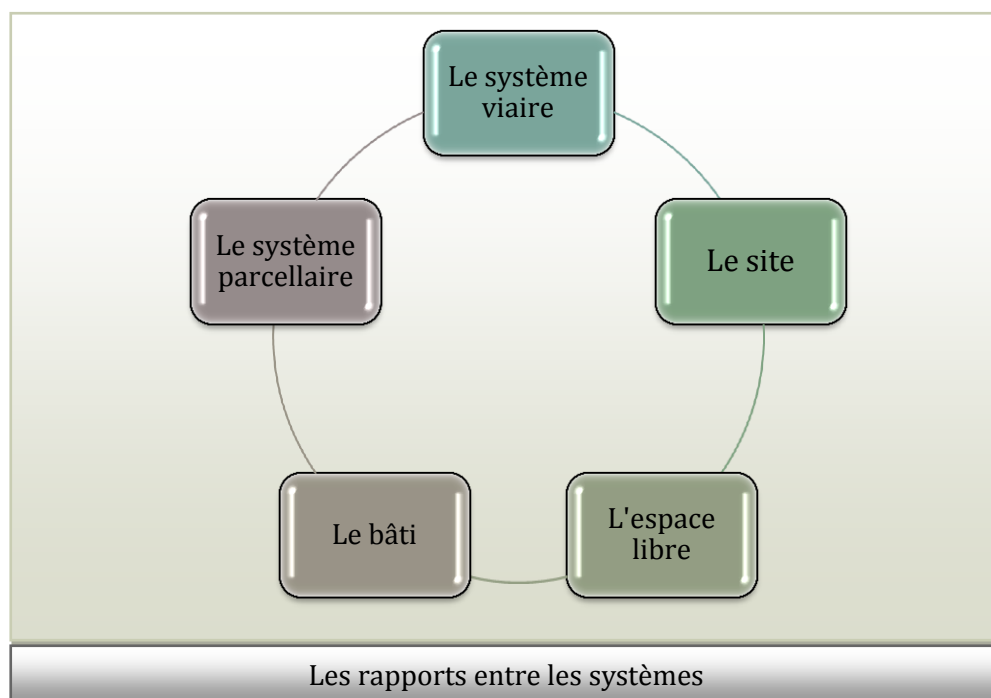 Le système
viaire
Le système
parcellaire
Le site
Le bâti
L'espace
libre
Les rapports entre les systèmes